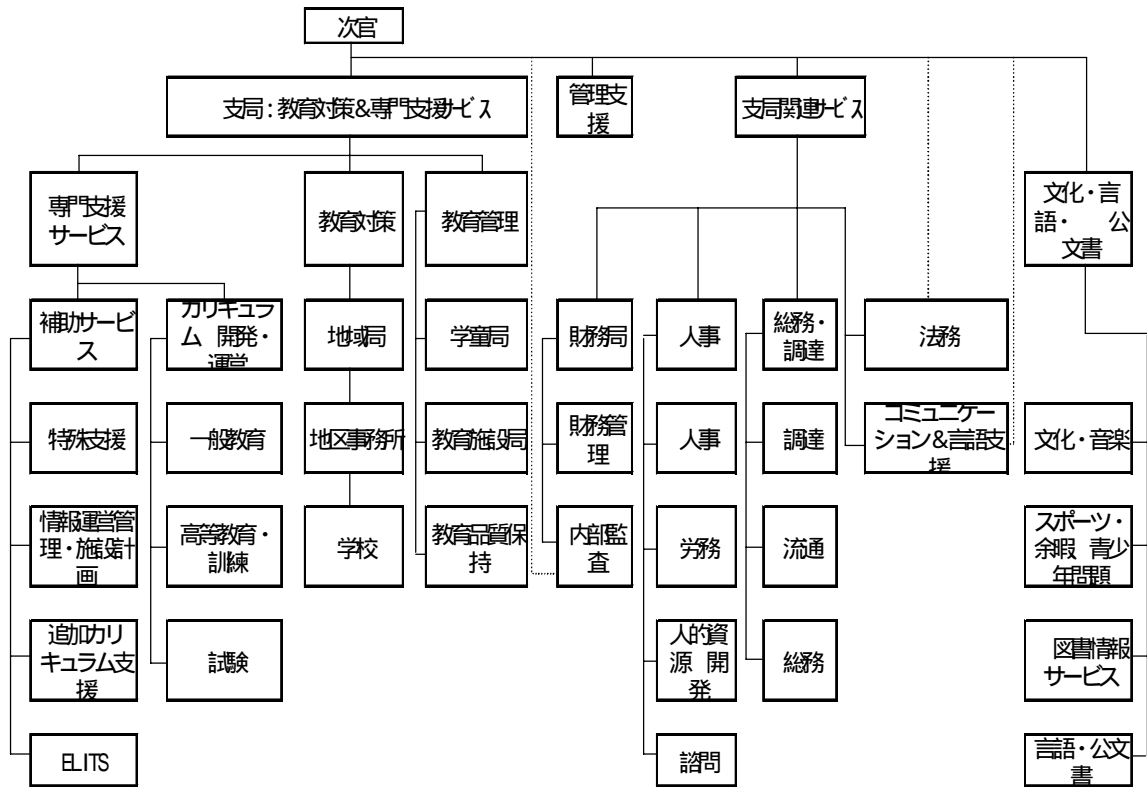 次官
支局:教育対策&専門支援サービス
管理支
援
支局関連サービス
専門支援
サービス
教育対策
教育管理
文化・言
語・ 公
文書
補助サービ
ス
カリキュラ
ム 開発・
運営
地域局
学童局
財務局
人事
総務・
調達
法務
特殊支援
一般教育
地区事務所
教育施設局
財務管
理
人事
調達
コミュニケー
ション&言語支
援
文化・音楽
情報運営管
理・施設計
画
高等教育・
訓練
学校
教育品質保
持
内部監
査
労務
流通
スポーツ・
余暇 青少
年問題
追加カリ
キュラム支
援
試験
人的資
源 開
発
総務
図書情報
サービス
ELITS
諮問
言語・公文
書